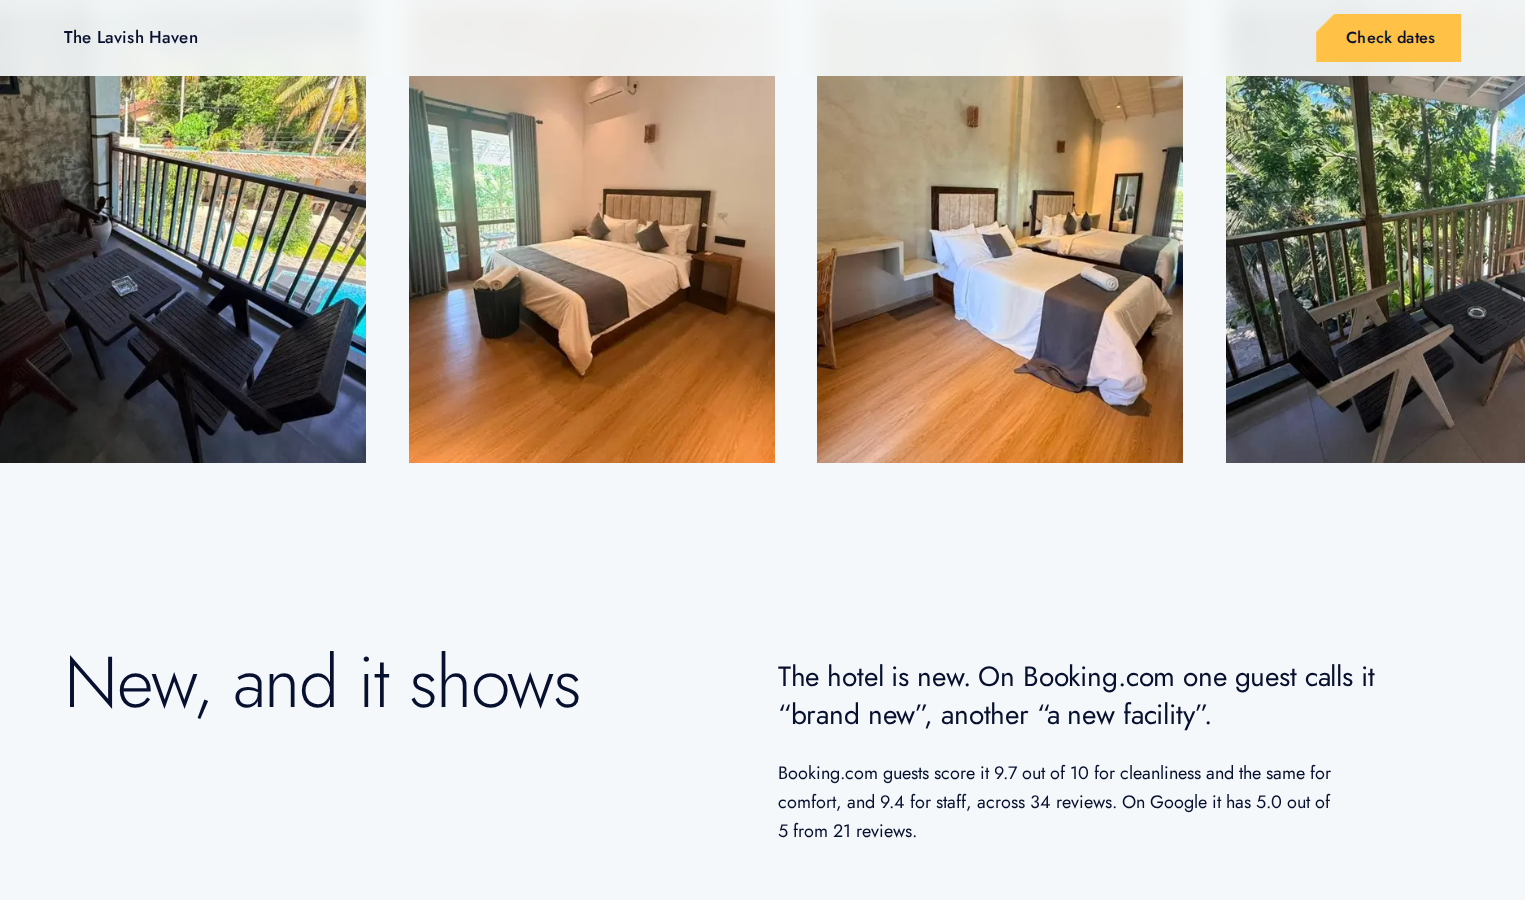 The Lavish Haven
Check dates
New, and it shows
The hotel is new. On Booking.com one guest calls it
“brand new”, another “a new facility”.
Booking.com guests score it 9.7 out of 10 for cleanliness and the same for
comfort, and 9.4 for staff, across 34 reviews. On Google it has 5.0 out of
5 from 21 reviews.